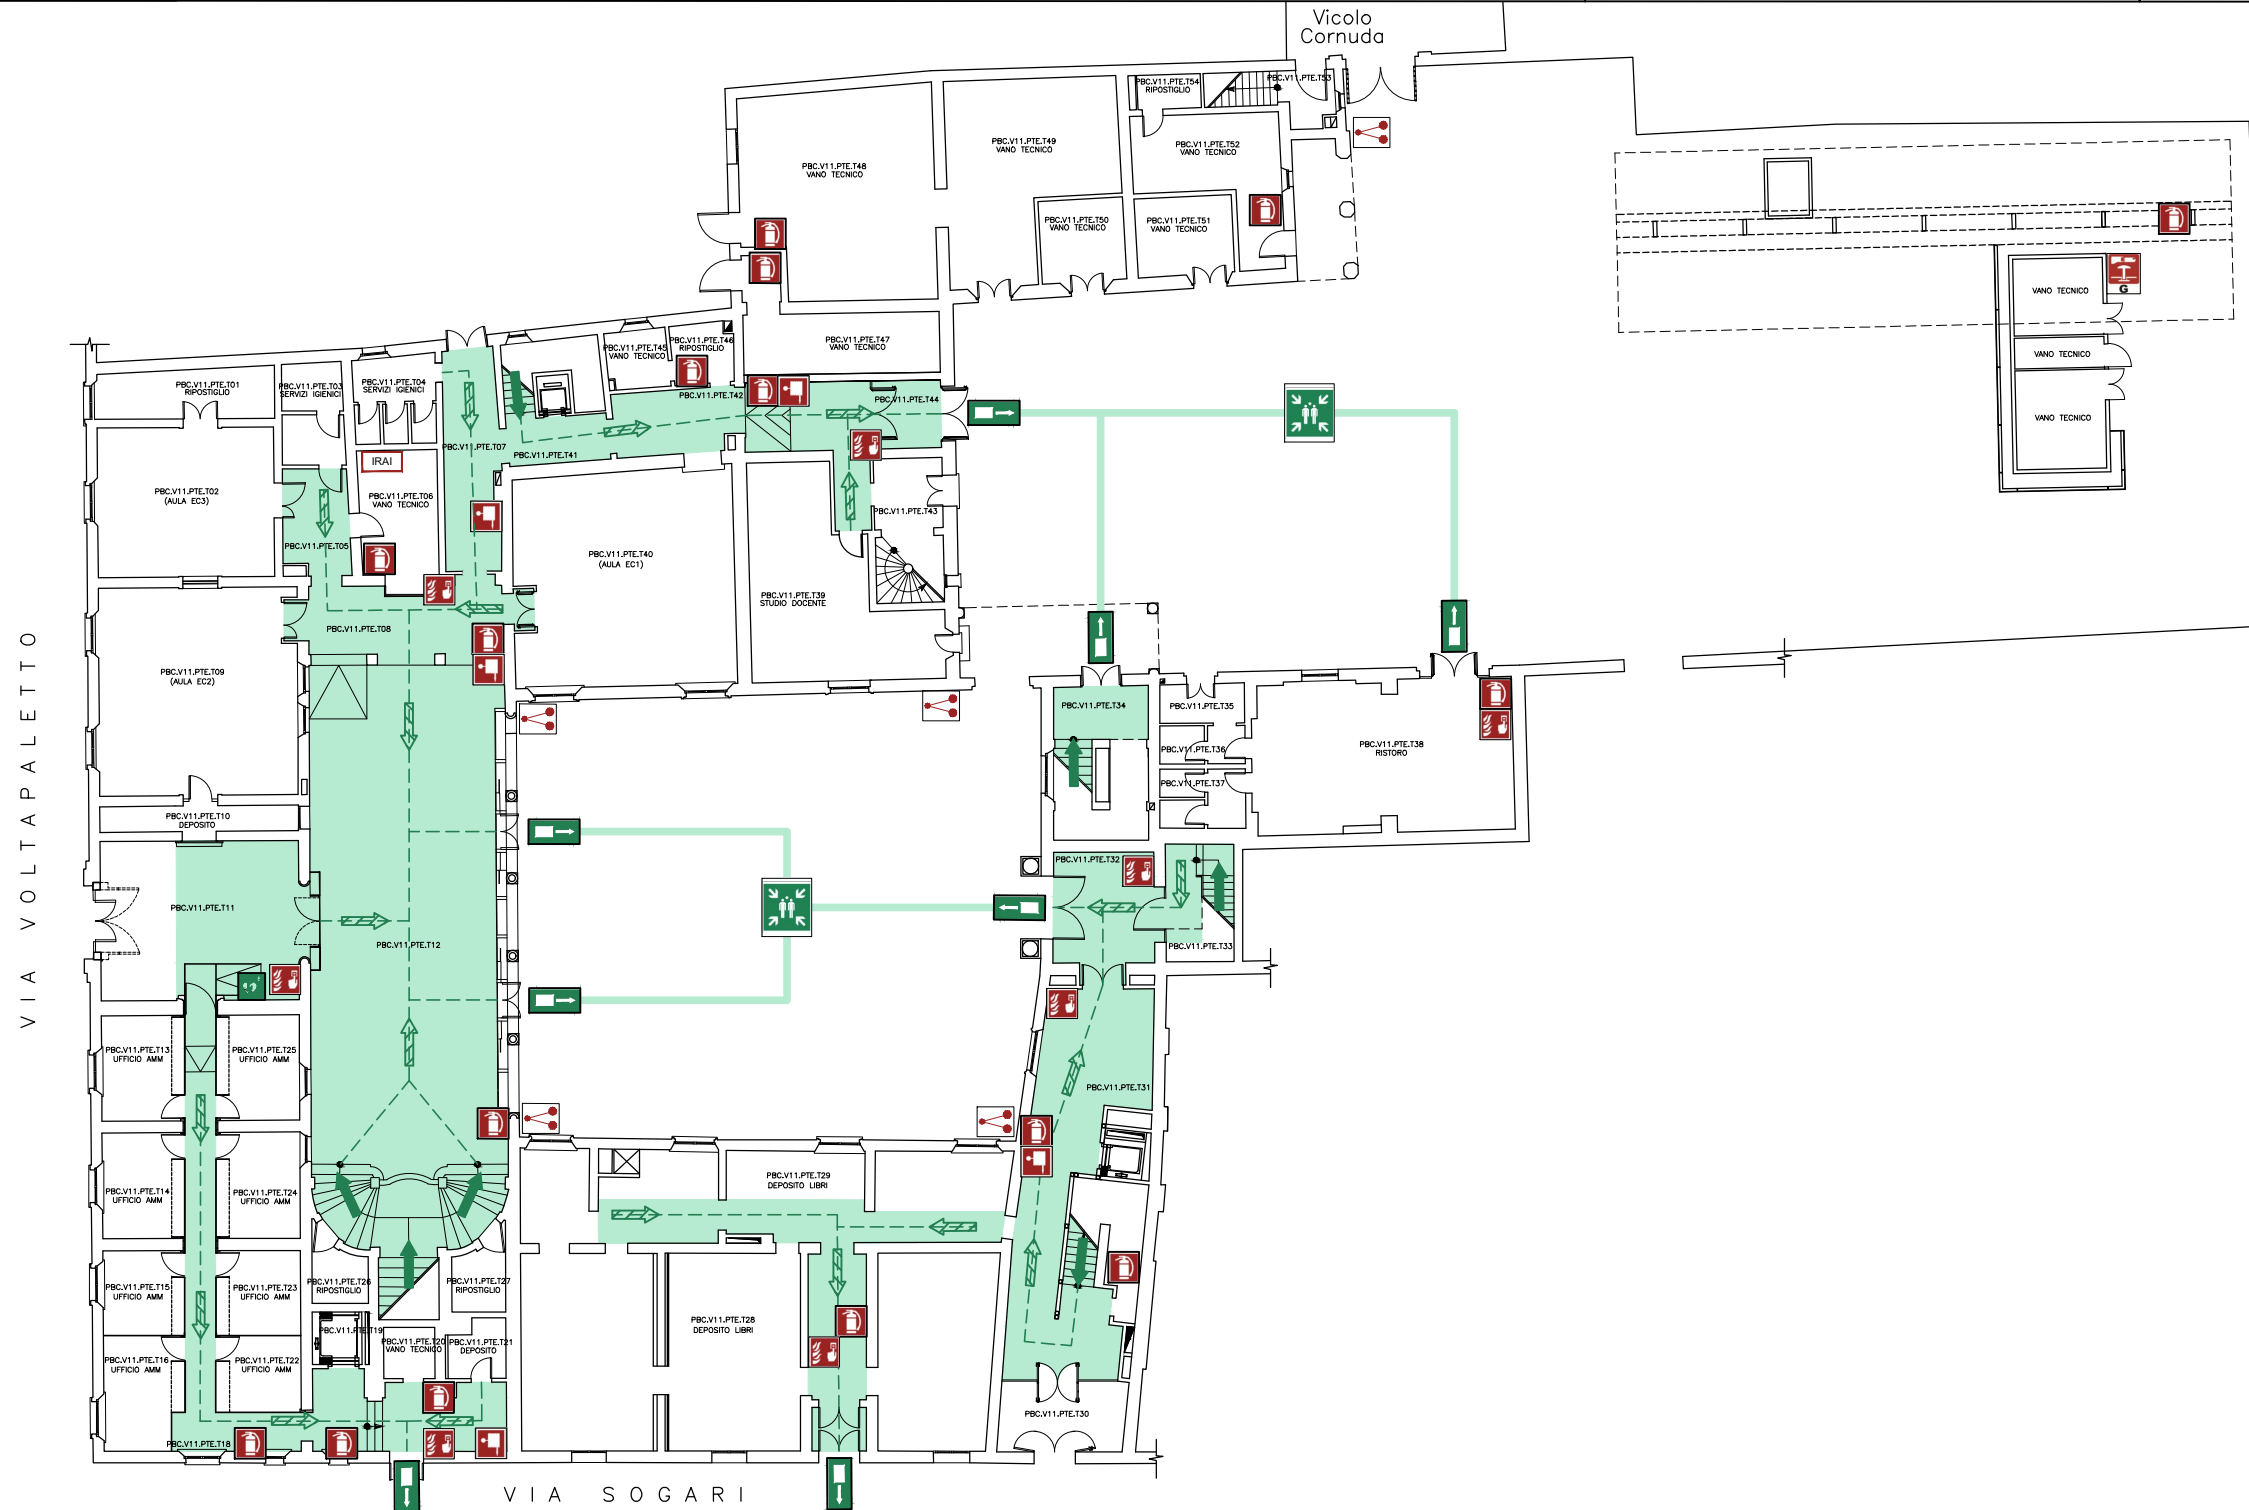 Vicolo
Cornuda
PBC.V11.PTE.T54
RIPOSTIGLIO
PBC.V11.PTE.T53
PBC.V11.PTE.T49
VANO TECNICO
PBC.V11.PTE.T52
VANO TECNICO
PBC.V11.PTE.T48
VANO TECNICO
PBC.V11.PTE.T50
VANO TECNICO
PBC.V11.PTE.T51
VANO TECNICO
VANO TECNICO
G
VANO TECNICO
VANO TECNICO
PBC.V11.PTE.T47
VANO TECNICO
PBC.V11.PTE.T45
VANO TECNICO
PBC.V11.PTE.T46
RIPOSTIGLIO
PBC.V11.PTE.T01
RIPOSTIGLIO
PBC.V11.PTE.T03
SERVIZI IGIENICI
PBC.V11.PTE.T04
SERVIZI IGIENICI
PBC.V11.PTE.T42
PBC.V11.PTE.T44
PBC.V11.PTE.T07
PBC.V11.PTE.T41
IRAI
PBC.V11.PTE.T02
(AULA EC3)
PBC.V11.PTE.T06
VANO TECNICO
PBC.V11.PTE.T43
PBC.V11.PTE.T05
PBC.V11.PTE.T40
(AULA EC1)
PBC.V11.PTE.T39
STUDIO DOCENTE
PBC.V11.PTE.T08
PBC.V11.PTE.T09
(AULA EC2)
PBC.V11.PTE.T34
PBC.V11.PTE.T35
PBC.V11.PTE.T36
PBC.V11.PTE.T38
RISTORO
PBC.V11.PTE.T37
PBC.V11.PTE.T10
DEPOSITO
VIA VOLTAPALETTO
PBC.V11.PTE.T32
PBC.V11.PTE.T11
PBC.V11.PTE.T12
PBC.V11.PTE.T33
PBC.V11.PTE.T13
UFFICIO AMM
PBC.V11.PTE.T25
UFFICIO AMM
PBC.V11.PTE.T31
PBC.V11.PTE.T29
DEPOSITO LIBRI
PBC.V11.PTE.T14
UFFICIO AMM
PBC.V11.PTE.T24
UFFICIO AMM
PBC.V11.PTE.T15
UFFICIO AMM
PBC.V11.PTE.T23
UFFICIO AMM
PBC.V11.PTE.T26
RIPOSTIGLIO
PBC.V11.PTE.T27
RIPOSTIGLIO
PBC.V11.PTE.T28
DEPOSITO LIBRI
PBC.V11.PTE.T19
PBC.V11.PTE.T20
VANO TECNICO
PBC.V11.PTE.T21
DEPOSITO
PBC.V11.PTE.T16
UFFICIO AMM
PBC.V11.PTE.T22
UFFICIO AMM
PBC.V11.PTE.T30
PBC.V11.PTE.T18
VIA SOGARI